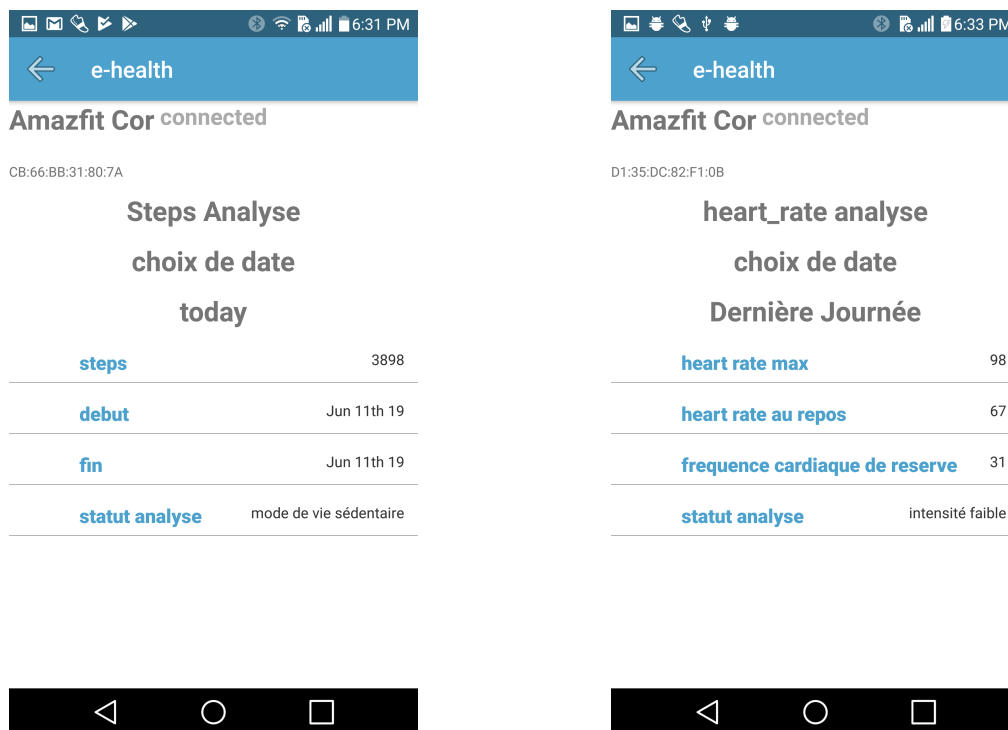 6:31 PM
e-health
Amazfit Cor connected
CB:66:BB:31:80:7A
Steps Analyse
choix de date
today
steps 3898
debut Jun 11th 19
fin Jun 11th 19
statut analyse mode de vie sédentaire
6:33 PM
e-health
Amazfit Cor connected
D1:35:DC:82:F1:0B
heart_rate analyse
choix de date
Dernière Journée
heart rate max 98
heart rate au repos 67
frequence cardiaque de reserve 31
statut analyse intensité faible